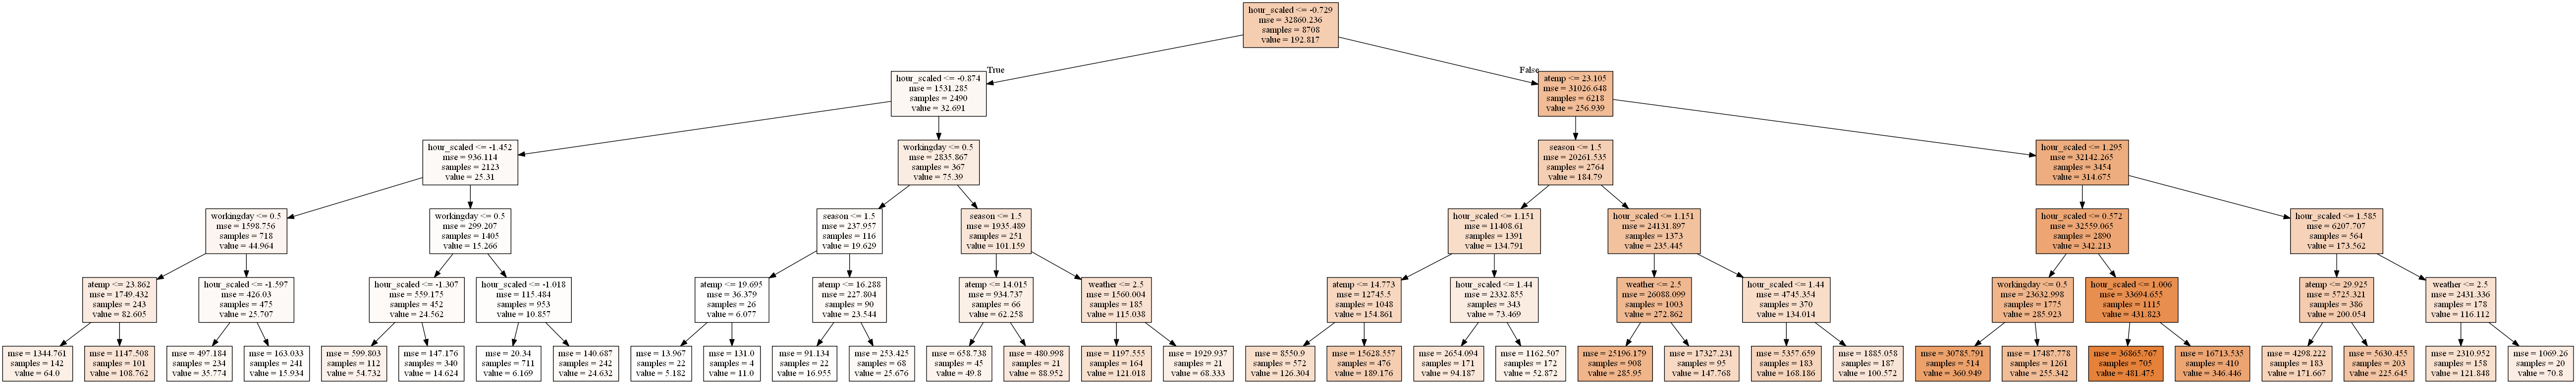 hour_scaled <= -0.729
mse = 32860.236
samples = 8708
value = 192.817
True
False
hour_scaled <= -0.874
mse = 1531.285
samples = 2490
value = 32.691
atemp <= 23.105
mse = 31026.648
samples = 6218
value = 256.939
hour_scaled <= -1.452
mse = 936.114
samples = 2123
value = 25.31
workingday <= 0.5
mse = 2835.867
samples = 367
value = 75.39
season <= 1.5
mse = 20261.535
samples = 2764
value = 184.79
hour_scaled <= 1.295
mse = 32142.265
samples = 3454
value = 314.675
workingday <= 0.5
mse = 1598.756
samples = 718
value = 44.964
workingday <= 0.5
mse = 299.207
samples = 1405
value = 15.266
season <= 1.5
mse = 237.957
samples = 116
value = 19.629
season <= 1.5
mse = 1935.489
samples = 251
value = 101.159
hour_scaled <= 1.151
mse = 11408.61
samples = 1391
value = 134.791
hour_scaled <= 1.151
mse = 24131.897
samples = 1373
value = 235.445
hour_scaled <= 0.572
mse = 32559.065
samples = 2890
value = 342.213
hour_scaled <= 1.585
mse = 6207.707
samples = 564
value = 173.562
atemp <= 23.862
mse = 1749.432
samples = 243
value = 82.605
hour_scaled <= -1.597
mse = 426.03
samples = 475
value = 25.707
hour_scaled <= -1.307
mse = 559.175
samples = 452
value = 24.562
hour_scaled <= -1.018
mse = 115.484
samples = 953
value = 10.857
atemp <= 19.695
mse = 36.379
samples = 26
value = 6.077
atemp <= 16.288
mse = 227.804
samples = 90
value = 23.544
atemp <= 14.015
mse = 934.737
samples = 66
value = 62.258
weather <= 2.5
mse = 1560.004
samples = 185
value = 115.038
atemp <= 14.773
mse = 12745.5
samples = 1048
value = 154.861
hour_scaled <= 1.44
mse = 2332.855
samples = 343
value = 73.469
weather <= 2.5
mse = 26088.099
samples = 1003
value = 272.862
hour_scaled <= 1.44
mse = 4745.354
samples = 370
value = 134.014
workingday <= 0.5
mse = 23632.998
samples = 1775
value = 285.923
hour_scaled <= 1.006
mse = 33694.655
samples = 1115
value = 431.823
atemp <= 29.925
mse = 5725.321
samples = 386
value = 200.054
weather <= 2.5
mse = 2431.336
samples = 178
value = 116.112
mse = 1344.761
samples = 142
value = 64.0
mse = 1147.508
samples = 101
value = 108.762
mse = 497.184
samples = 234
value = 35.774
mse = 163.033
samples = 241
value = 15.934
mse = 599.803
samples = 112
value = 54.732
mse = 147.176
samples = 340
value = 14.624
mse = 20.34
samples = 711
value = 6.169
mse = 140.687
samples = 242
value = 24.632
mse = 13.967
samples = 22
value = 5.182
mse = 131.0
samples = 4
value = 11.0
mse = 91.134
samples = 22
value = 16.955
mse = 253.425
samples = 68
value = 25.676
mse = 658.738
samples = 45
value = 49.8
mse = 480.998
samples = 21
value = 88.952
mse = 1197.555
samples = 164
value = 121.018
mse = 1929.937
samples = 21
value = 68.333
mse = 8550.9
samples = 572
value = 126.304
mse = 15628.557
samples = 476
value = 189.176
mse = 2654.094
samples = 171
value = 94.187
mse = 1162.507
samples = 172
value = 52.872
mse = 25196.179
samples = 908
value = 285.95
mse = 17327.231
samples = 95
value = 147.768
mse = 5357.659
samples = 183
value = 168.186
mse = 1885.058
samples = 187
value = 100.572
mse = 30785.791
samples = 514
value = 360.949
mse = 17487.778
samples = 1261
value = 255.342
mse = 36865.767
samples = 705
value = 481.475
mse = 16713.535
samples = 410
value = 346.446
mse = 4298.222
samples = 183
value = 171.667
mse = 5630.455
samples = 203
value = 225.645
mse = 2310.952
samples = 158
value = 121.848
mse = 1069.26
samples = 20
value = 70.8